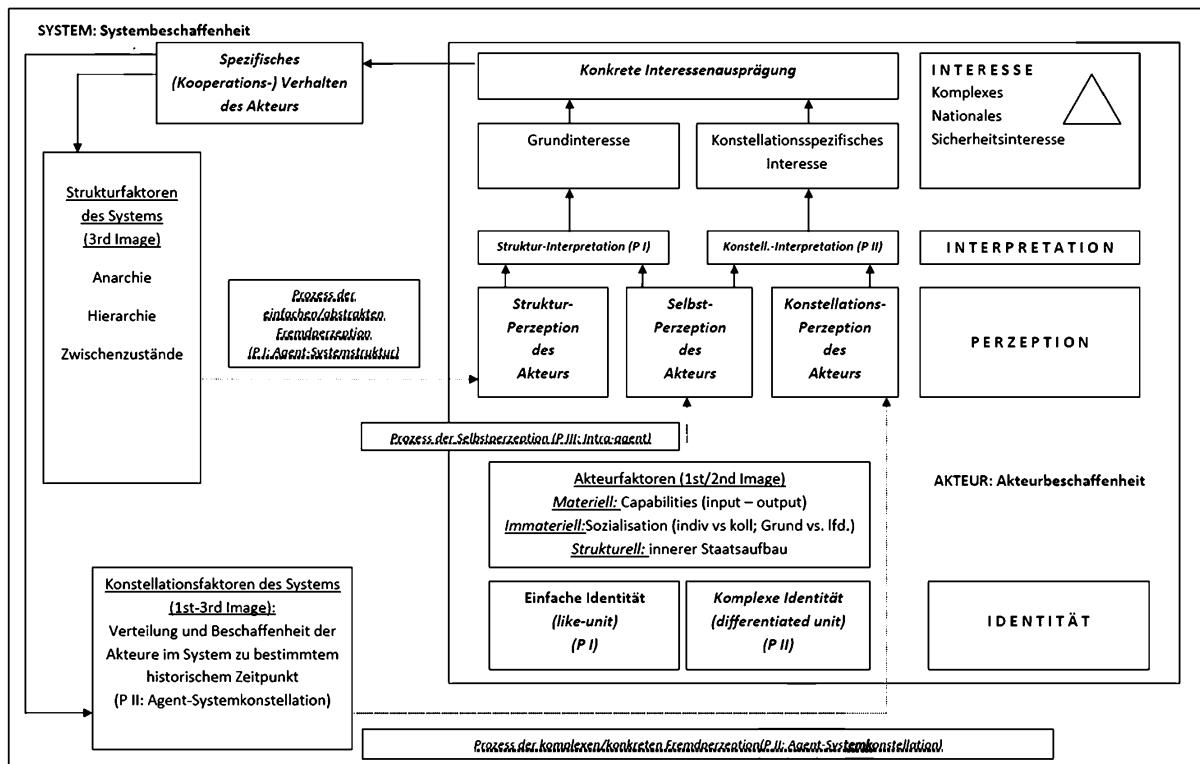 SYSTEM: Systembeschaffenheit
Spezifisches
(Kooperations-) Verhalten
des Akteurs
Konkrete Interessenausprägung
INTERESSE
Komplexes
Nationales
Sicherheitsinteresse
Grundinteresse
Konstellationsspezifisches
Interesse
Strukturfaktoren
des Systems
(3rd Image)
Anarchie
Hierarchie
Zwischenzustände
Struktur-Interpretation (P I)
Konstell.-Interpretation (P II)
INTERPRETATION
Prozess der
einfachen/abstrakten
Fremdperzeption
(P I: Agent-Systemstruktur)
Struktur-
Perzeption
des
Akteurs
Selbst-
Perzeption
des
Akteurs
Konstellations-
Perzeption
des
Akteurs
PERZEPTION
Prozess der Selbstperzeption (P III: Intra-agent)
Akteurfaktoren (1st/2nd Image)
Materiell: Capabilities (input – output)
Immateriell:Sozialisation (indiv vs koll; Grund vs. lfd.)
Strukturell: innerer Staatsaufbau
AKTEUR: Akteurbeschaffenheit
Konstellationsfaktoren des Systems
(1st-3rd Image):
Verteilung und Beschaffenheit der
Akteure im System zu bestimmtem
historischem Zeitpunkt
(P II: Agent-Systemkonstellation)
Einfache Identität
(like-unit)
(P I)
Komplexe Identität
(differentiated unit)
(P II)
IDENTITÄT
Prozess der komplexen/konkreten Fremdperzeption(P II: Agent-Systemkonstellation)